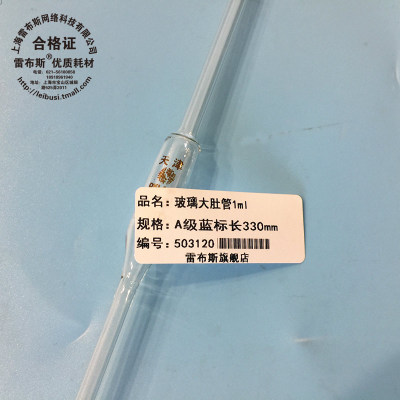 上海雷布斯网络科技有限公司
合格证
雷布斯 优质耗材
http://leibusi.tmall.com
天津
品名:玻璃大肚管1ml
规格:A级蓝标长330mm
编号:503120
雷布斯旗舰店